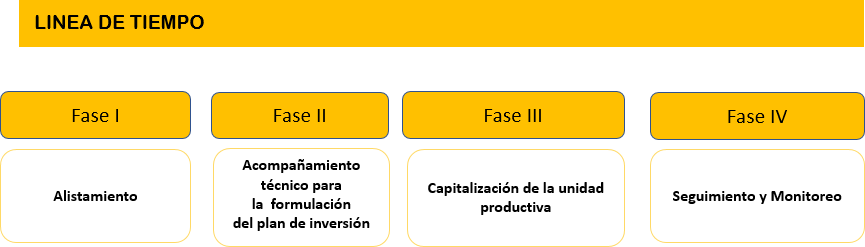 LINEA DE TIEMPO
Fase I
Fase II
Fase III
Fase IV
Alistamiento
Acompañamiento
técnico para
la formulación
del plan de inversión
Capitalización de la unidad
productiva
Seguimiento y Monitoreo